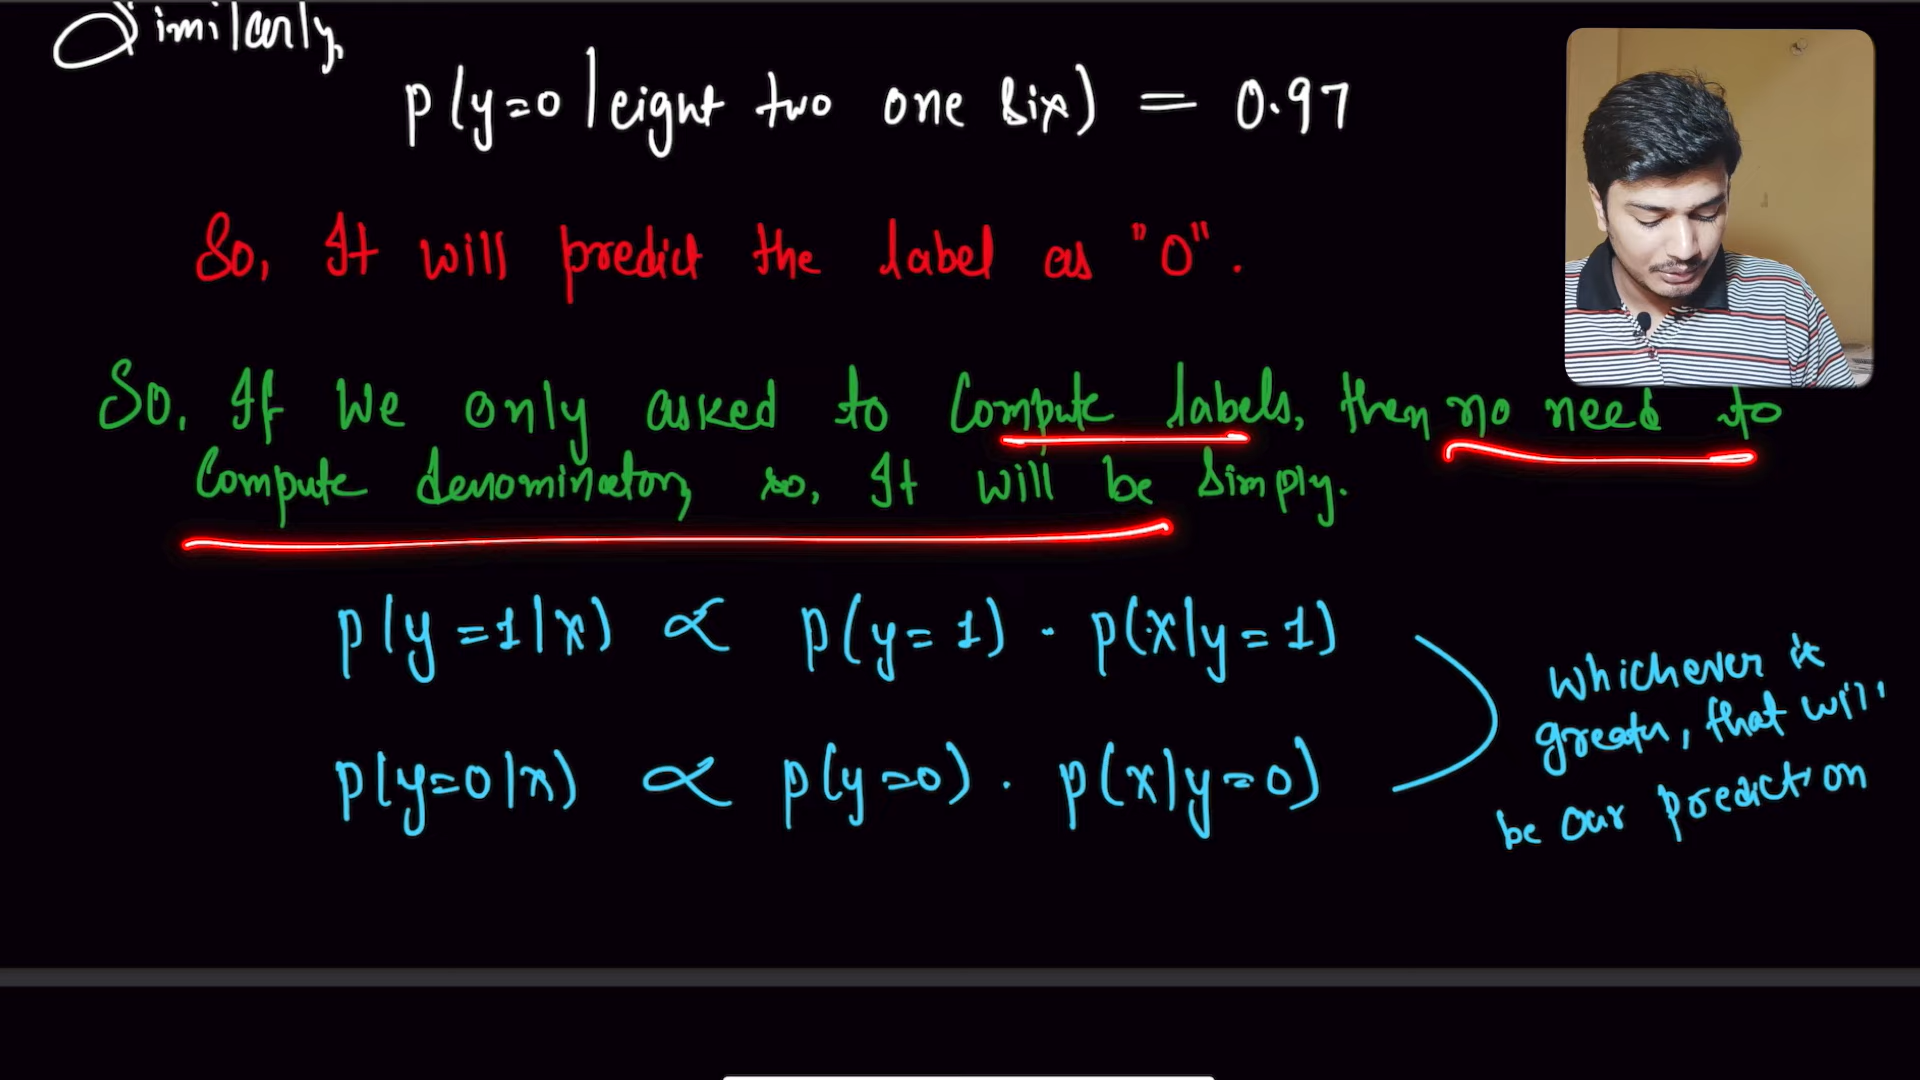 Similarly,
p(y=0 | eight two one six) = 0.97
So, It will predict the label as "0".
So, If we only asked to compute labels, then no need to
compute denominator, so, It will be simply.
p(y=1|x) ∝ p(y=1) · p(x|y=1)
p(y=0|x) ∝ p(y=0) · p(x|y=0)
whichever is
greater, that will
be our prediction